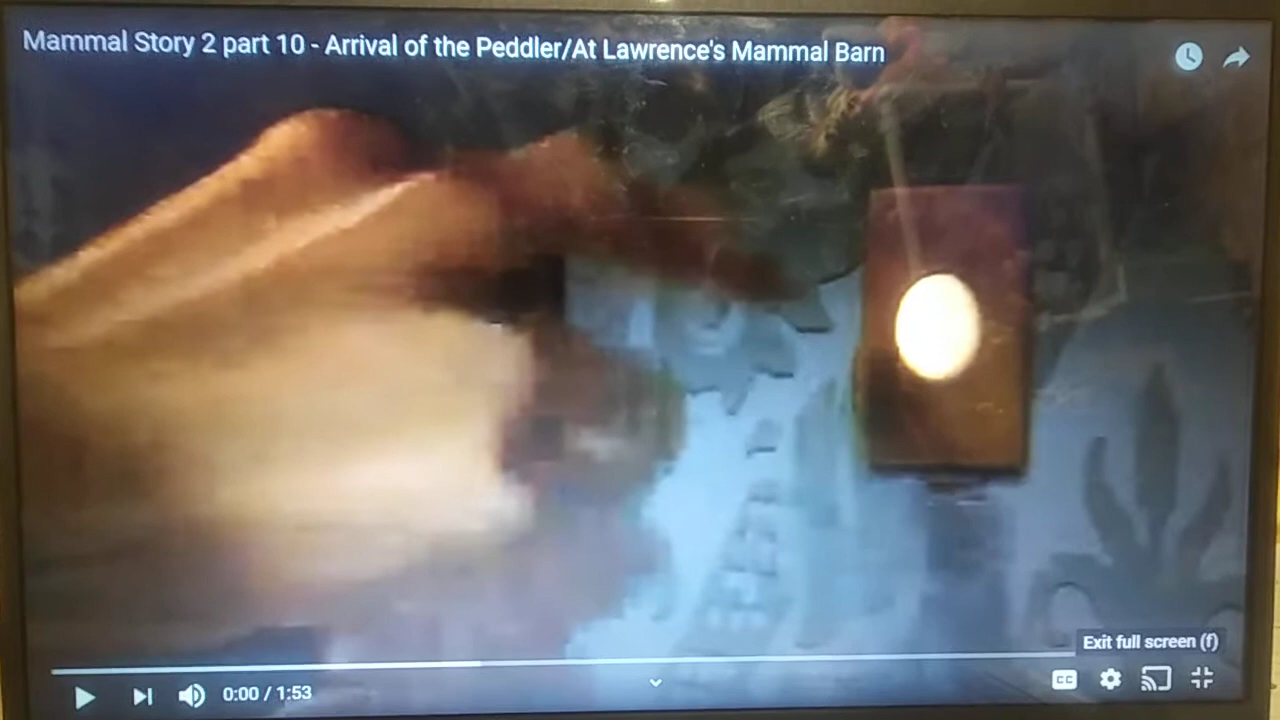 Mammal Story 2 part 10 - Arrival of the Peddler/At Lawrence's Mammal Barn
Exit full screen (f)
0:00 / 1:53
CC